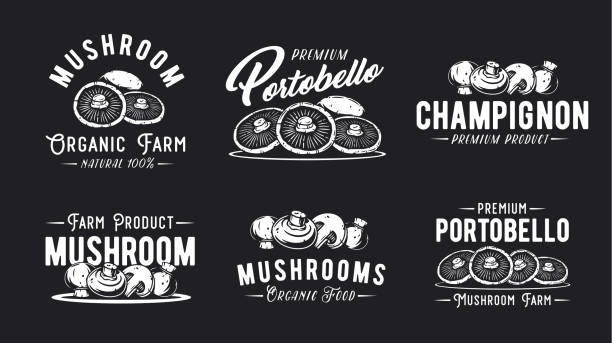 MUSHROOM
ORGANIC FARM
NATURAL 100%
PREMIUM
Portobello
CHAMPIGNON
PREMIUM PRODUCT
FARM PRODUCT
MUSHROOM
MUSHROOMS
ORGANIC FOOD
PREMIUM
PORTOBELLO
MUSHROOM FARM